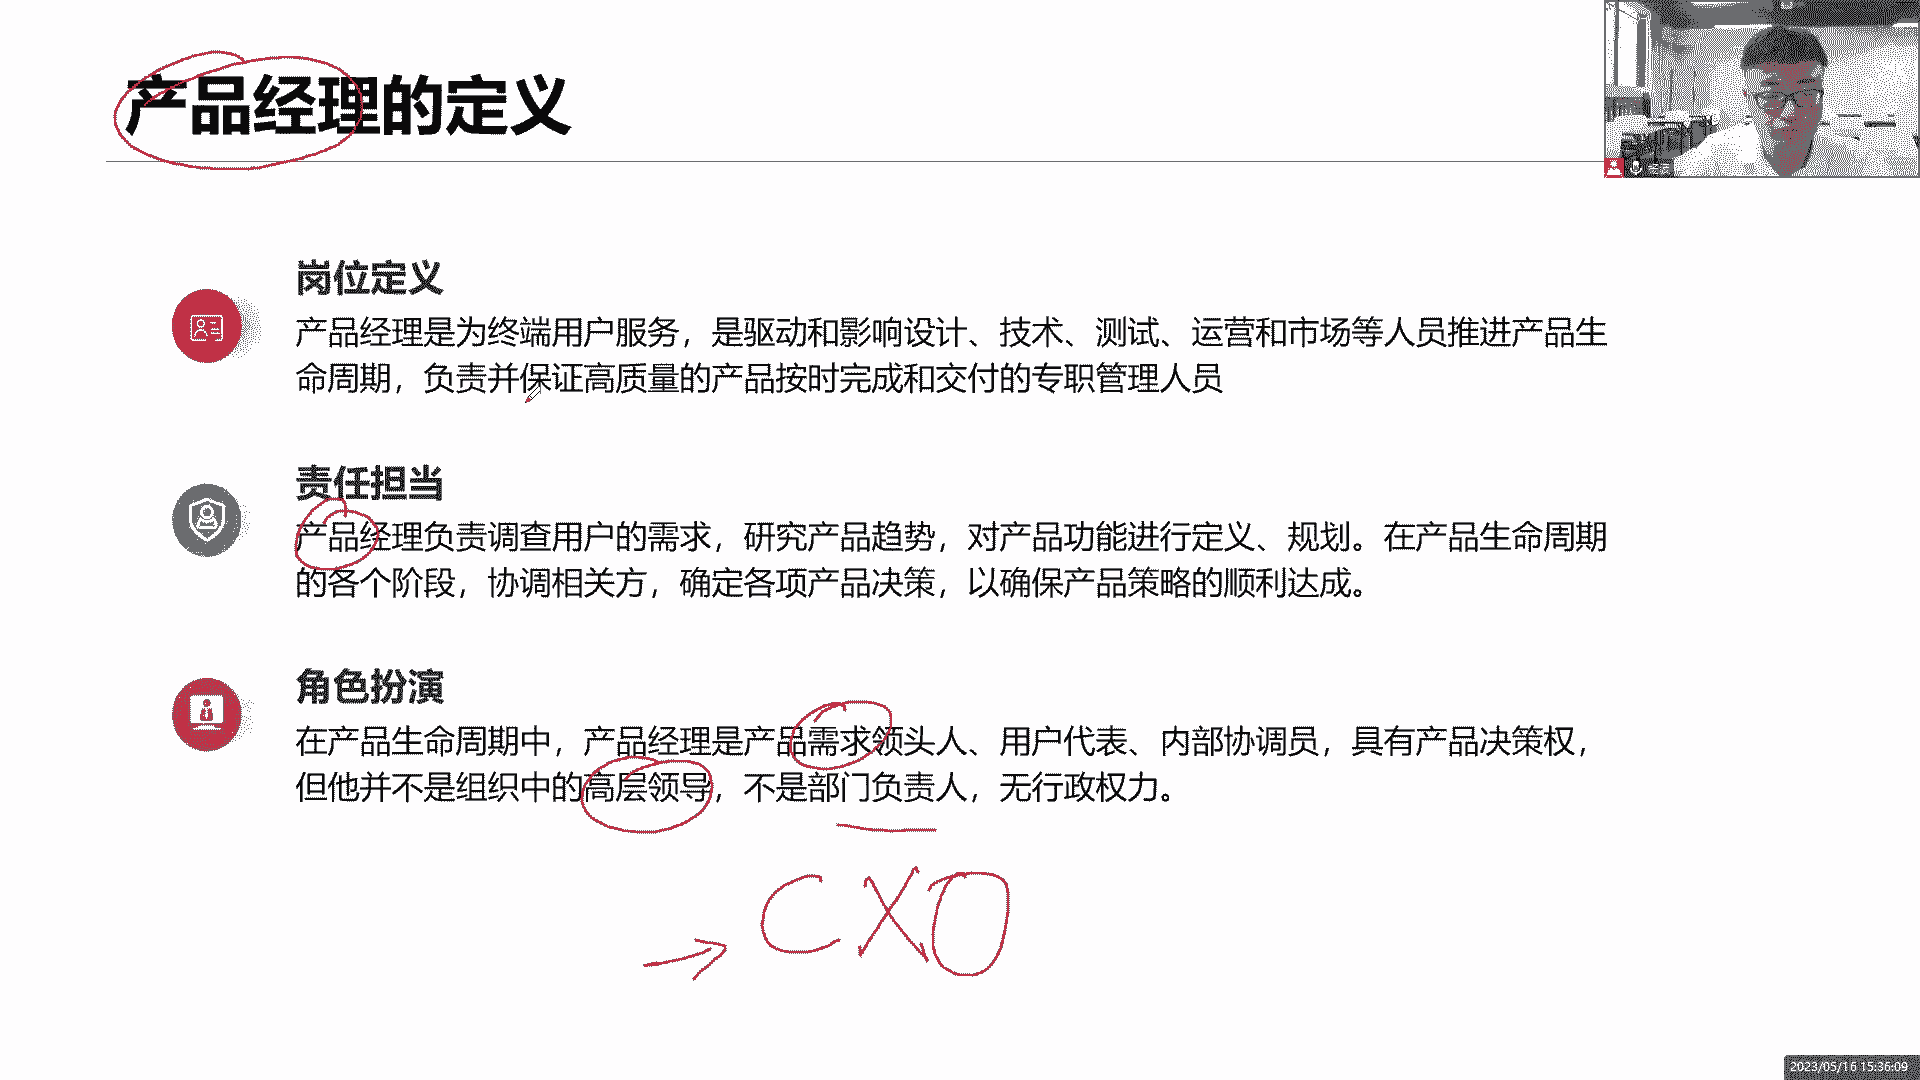 产品经理的定义
岗位定义
产品经理是为终端用户服务，是驱动和影响设计、技术、测试、运营和市场等人员推进产品生
命周期，负责并保证高质量的产品按时完成和交付的专职管理人员
责任担当
产品经理负责调查用户的需求，研究产品趋势，对产品功能进行定义、规划。在产品生命周期
的各个阶段，协调相关方，确定各项产品决策，以确保产品策略的顺利达成。
角色扮演
在产品生命周期中，产品经理是产品需求领头人、用户代表、内部协调员，具有产品决策权，
但他并不是组织中的高层领导，不是部门负责人，无行政权力。
CXO
2023/05/16 15:36:09